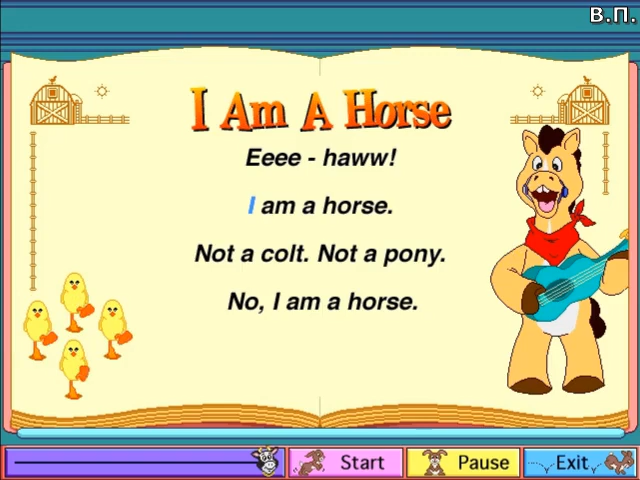 В.П.
I Am A Horse
Eeee - haww!
I am a horse.
Not a colt. Not a pony.
No, I am a horse.
Start
Pause
Exit